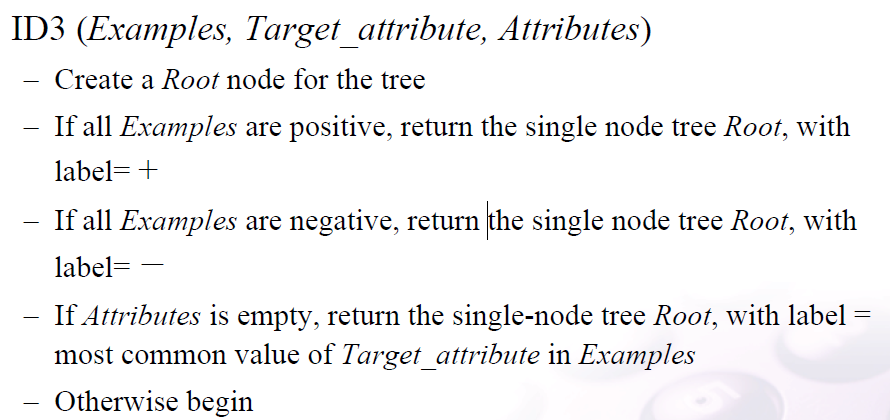 ID3 (Examples, Target_attribute, Attributes)
– Create a Root node for the tree
– If all Examples are positive, return the single node tree Root, with
label= +
– If all Examples are negative, return the single node tree Root, with
label= —
– If Attributes is empty, return the single-node tree Root, with label =
most common value of Target_attribute in Examples
– Otherwise begin